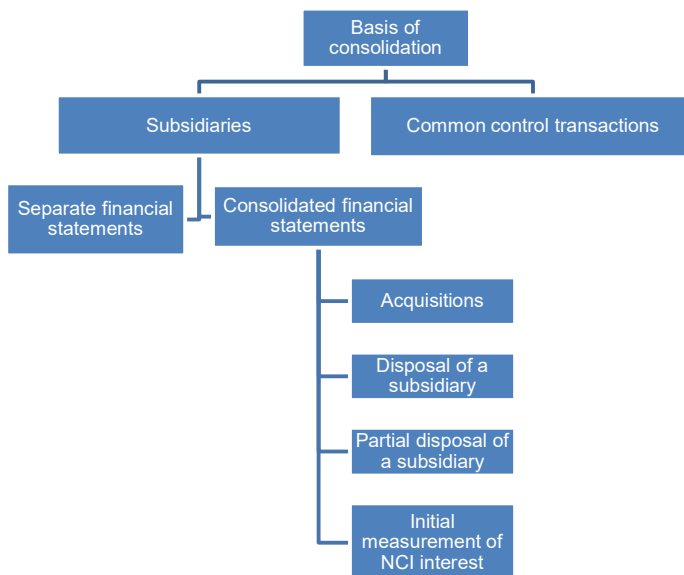 Basis of
consolidation
Subsidiaries
Common control transactions
Separate financial
statements
Consolidated financial
statements
Acquisitions
Disposal of a
subsidiary
Partial disposal of
a subsidiary
Initial
measurement of
NCI interest